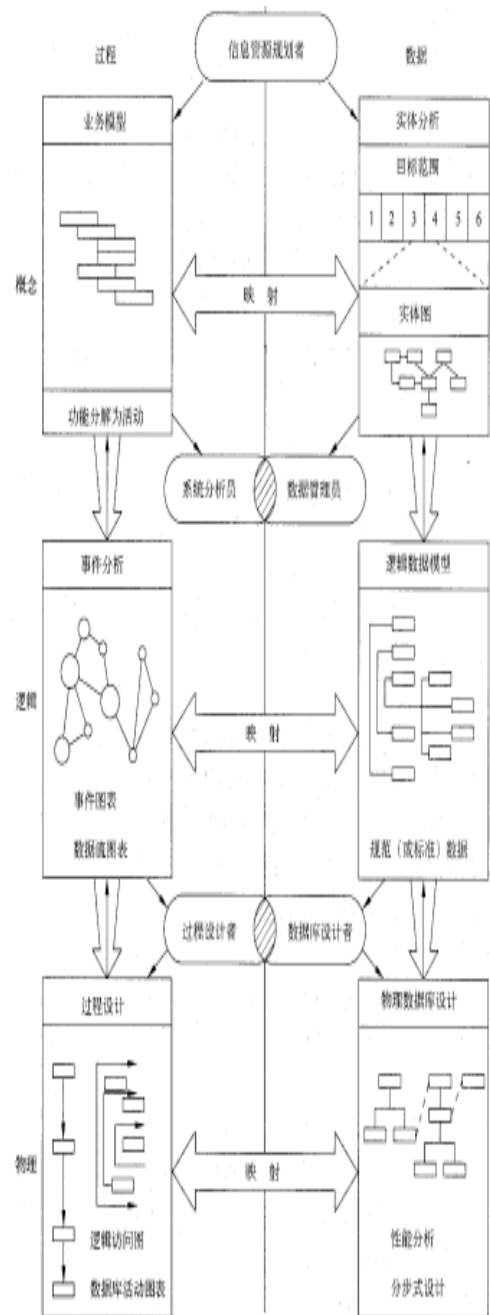 过程
信息资源规划者
数据
业务模型
实体分析
目标范围
1 2 3 4 5 6
概念
映 射
实体图
功能分解为活动
系统分析员
数据管理员
事件分析
逻辑数据模型
逻辑
映 射
事件图表
数据流图表
规范（或标准）数据
过程设计者
数据库设计者
过程设计
物理数据库设计
物理
映 射
逻辑访问图
数据库活动图表
性能分析
分步式设计